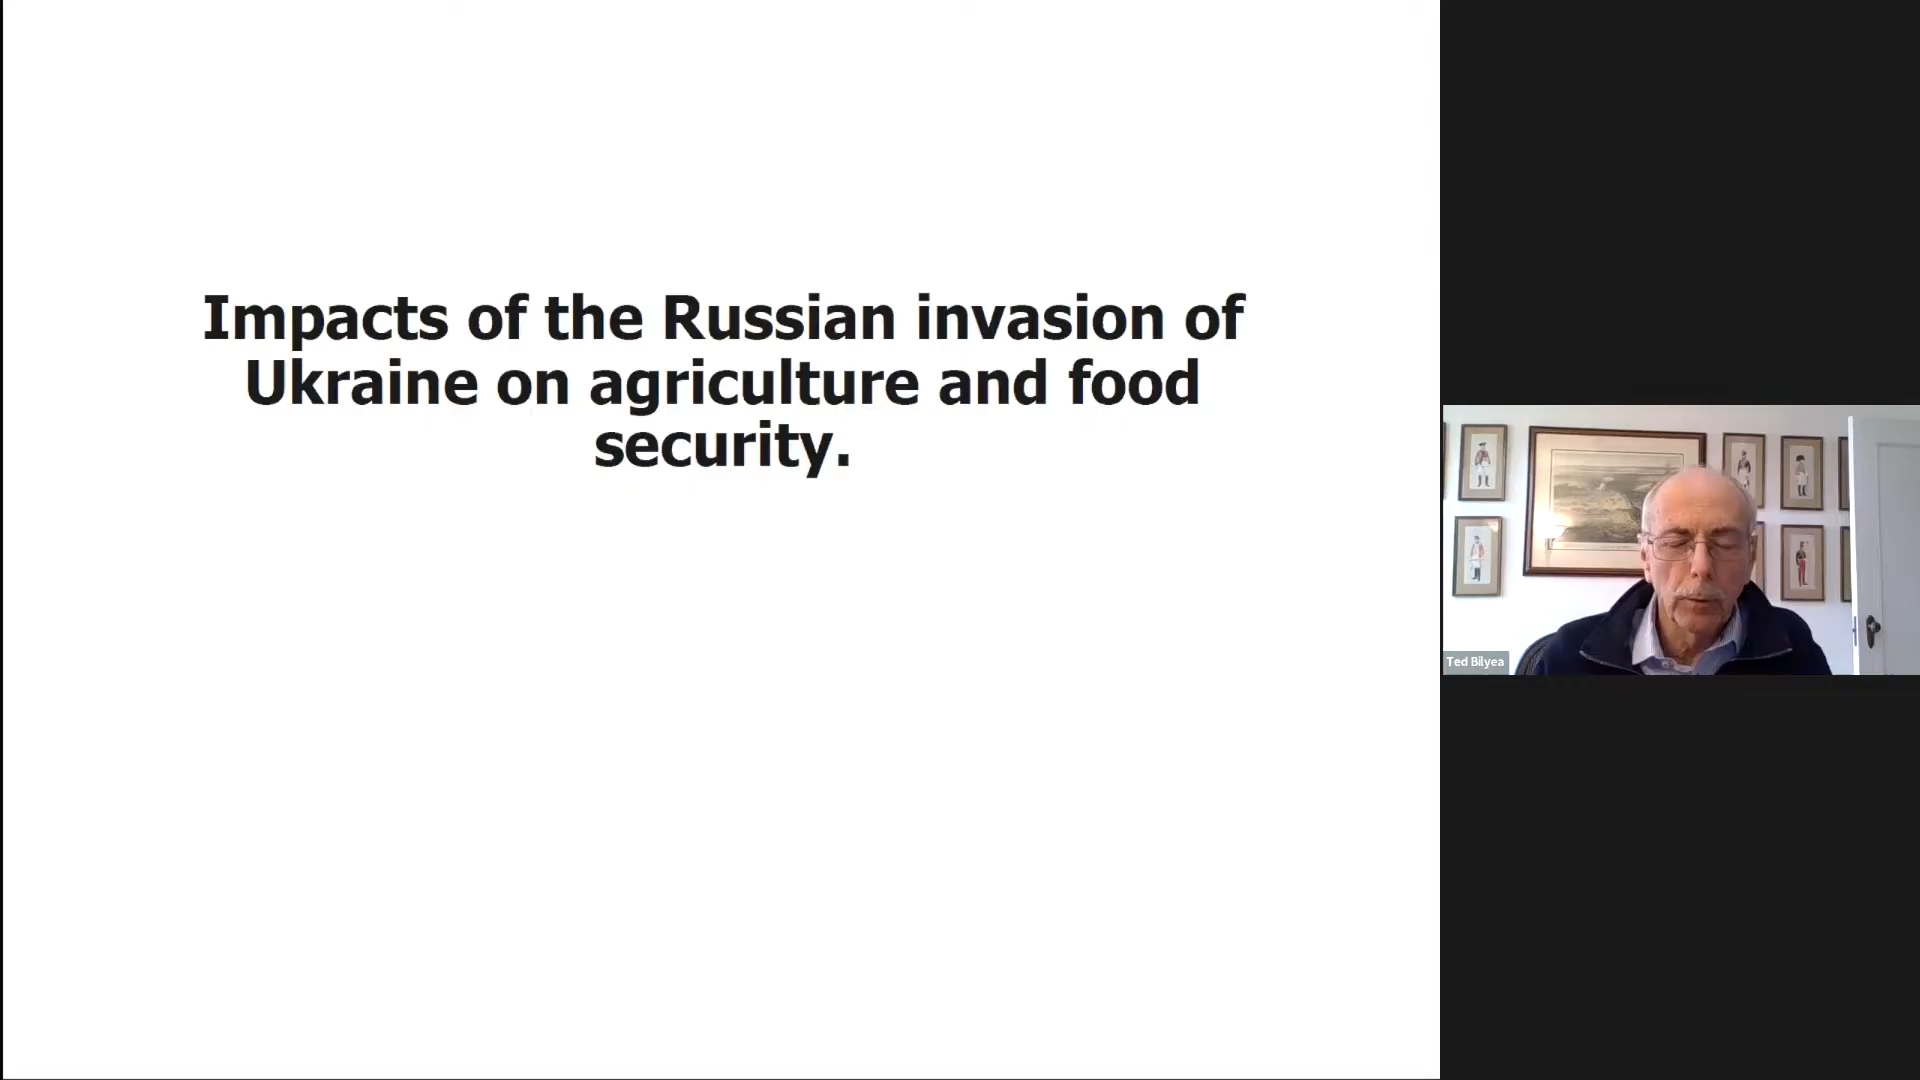 Impacts of the Russian invasion of
Ukraine on agriculture and food
security.
Ted Bilyea